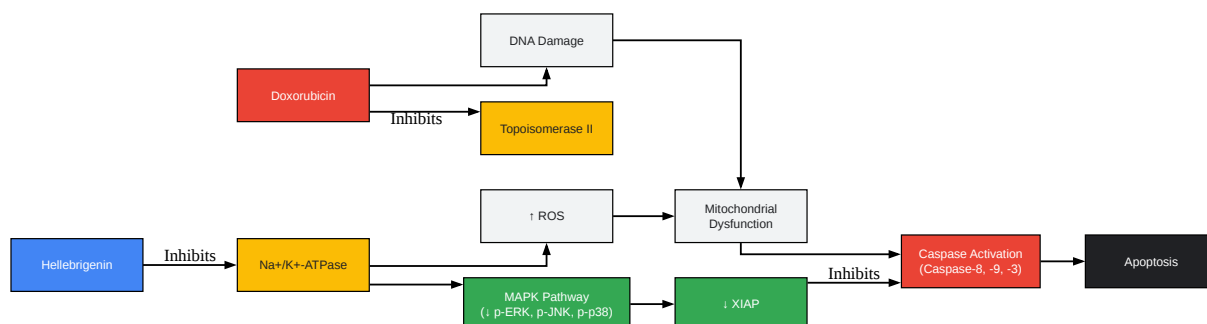 DNA Damage
Doxorubicin
Inhibits
Topoisomerase II
↑ ROS
Mitochondrial
Dysfunction
Hellebrigenin
Inhibits
Na+/K+-ATPase
Caspase Activation
(Caspase-8, -9, -3)
Apoptosis
MAPK Pathway
(↓ p-ERK, p-JNK, p-p38)
↓ XIAP
Inhibits